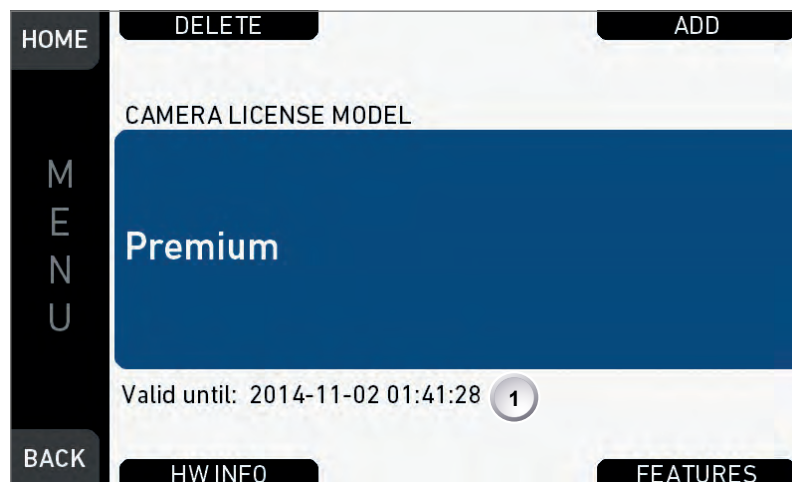 HOME
DELETE
ADD
CAMERA LICENSE MODEL
MENU
Premium
Valid until: 2014-11-02 01:41:28
1
BACK
HW INFO
FEATURES